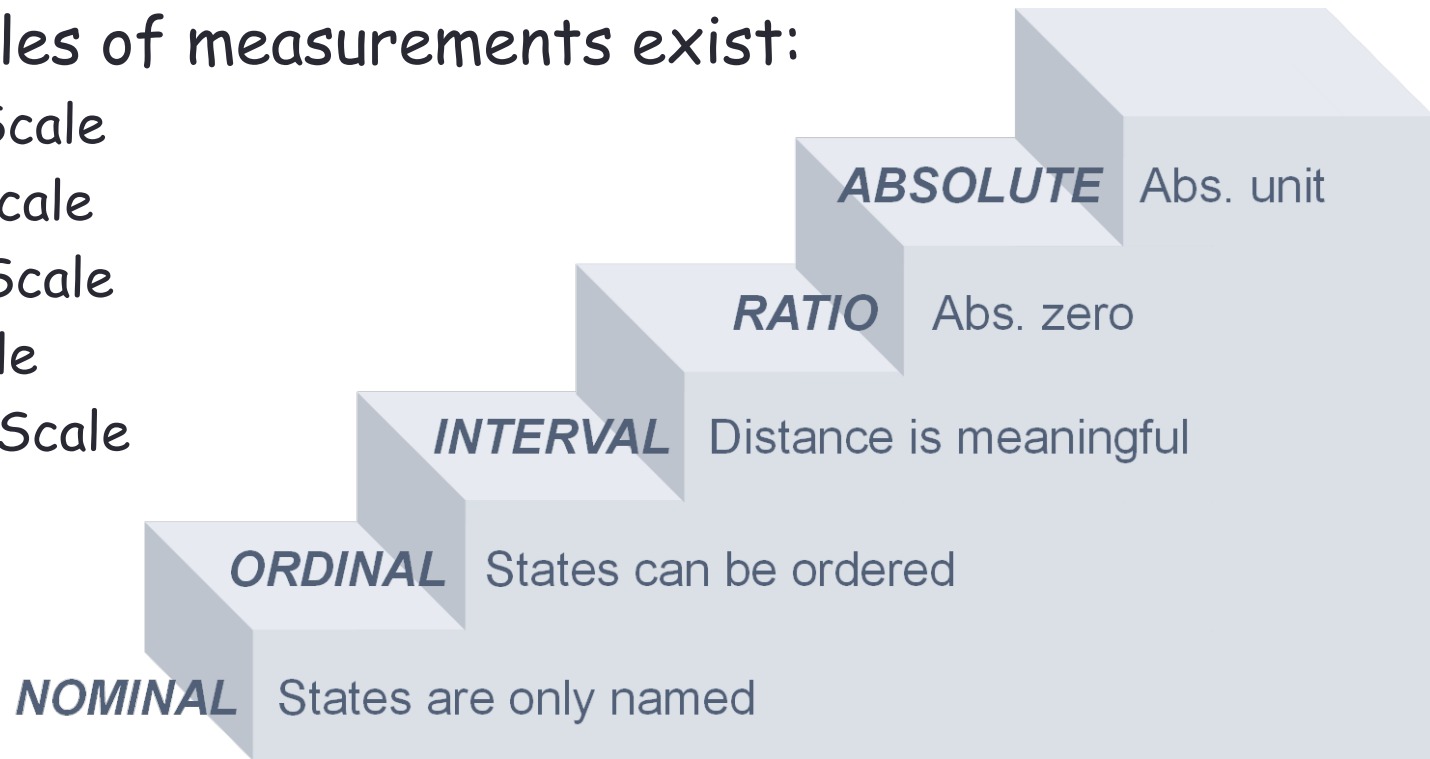 les of measurements exist:
Scale
cale
Scale
le
Scale
ABSOLUTE Abs. unit
RATIO Abs. zero
INTERVAL Distance is meaningful
ORDINAL States can be ordered
NOMINAL States are only named